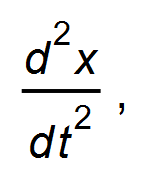 d²x
dt² ,